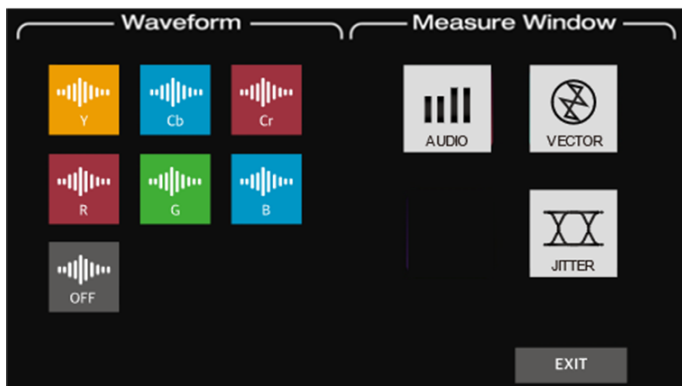 Waveform
Measure Window
Y
Cb
Cr
AUDIO
VECTOR
R
G
B
JITTER
OFF
EXIT